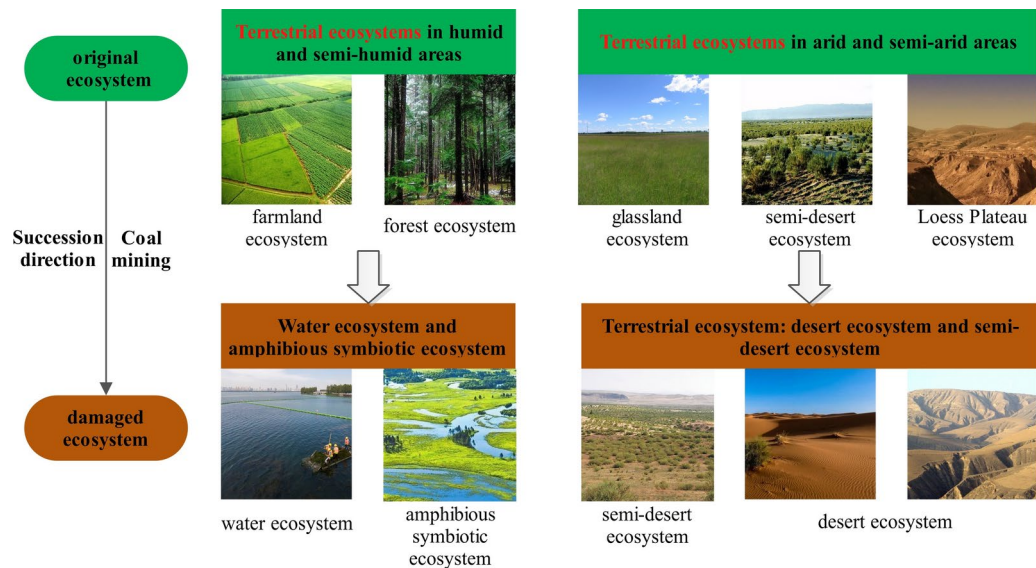 original
ecosystem
Succession
direction
Coal
mining
damaged
ecosystem
Terrestrial ecosystems in humid
and semi-humid areas
farmland
ecosystem
forest ecosystem
Water ecosystem and
amphibious symbiotic ecosystem
water ecosystem
amphibious
symbiotic
ecosystem
Terrestrial ecosystems in arid and semi-arid areas
glassland
ecosystem
semi-desert
ecosystem
Loess Plateau
ecosystem
Terrestrial ecosystem: desert ecosystem and semi-
desert ecosystem
semi-desert
ecosystem
desert ecosystem